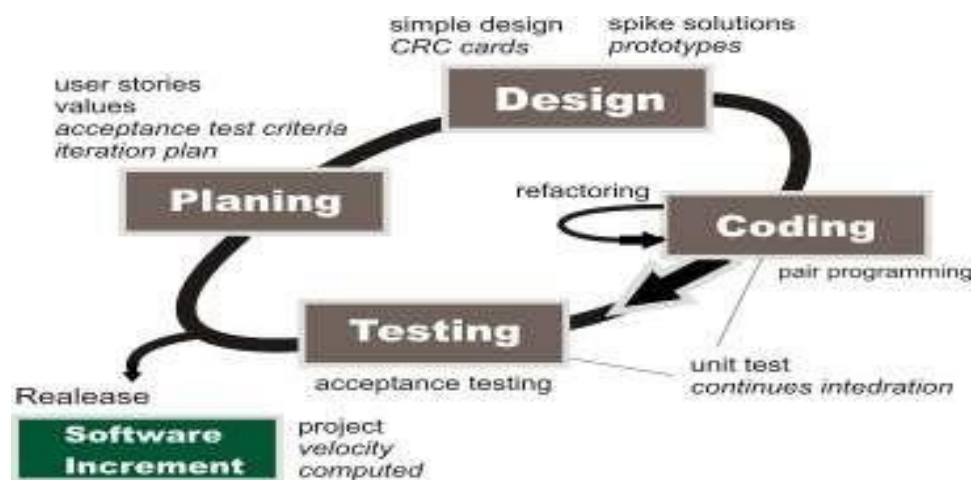 simple design
CRC cards
spike solutions
prototypes
Design
user stories
values
acceptance test criteria
iteration plan
Planing
refactoring
Coding
pair programming
Testing
acceptance testing
unit test
continues intedration
Realease
Software
Increment
project
velocity
computed